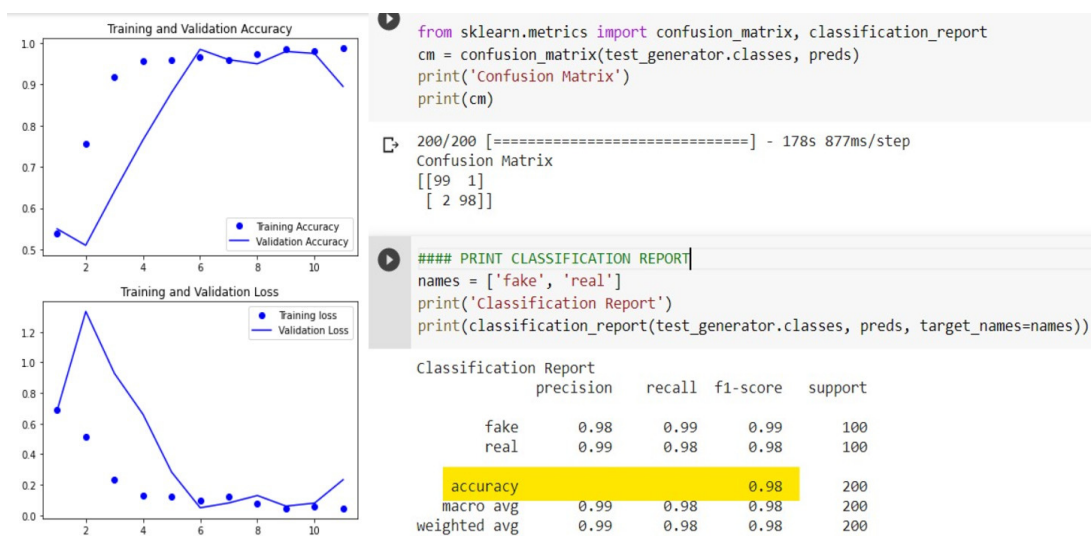 Training and Validation Accuracy
1.0
0.9
0.8
0.7
0.6
0.5
Training Accuracy
Validation Accuracy
2 4 6 8 10
Training and Validation Loss
Training loss
Validation Loss
1.2
1.0
0.8
0.6
0.4
0.2
0.0
2 4 6 8 10
from sklearn.metrics import confusion_matrix, classification_report
cm = confusion_matrix(test_generator.classes, preds)
print('Confusion Matrix')
print(cm)
200/200 [==============================] - 178s 877ms/step
Confusion Matrix
[[99 1]
[ 2 98]]
#### PRINT CLASSIFICATION REPORT
names = ['fake', 'real']
print('Classification Report')
print(classification_report(test_generator.classes, preds, target_names=names))
Classification Report
precision recall f1-score support
fake 0.98 0.99 0.99 100
real 0.99 0.98 0.98 100
accuracy 0.98 200
macro avg 0.99 0.98 0.98 200
weighted avg 0.99 0.98 0.98 200